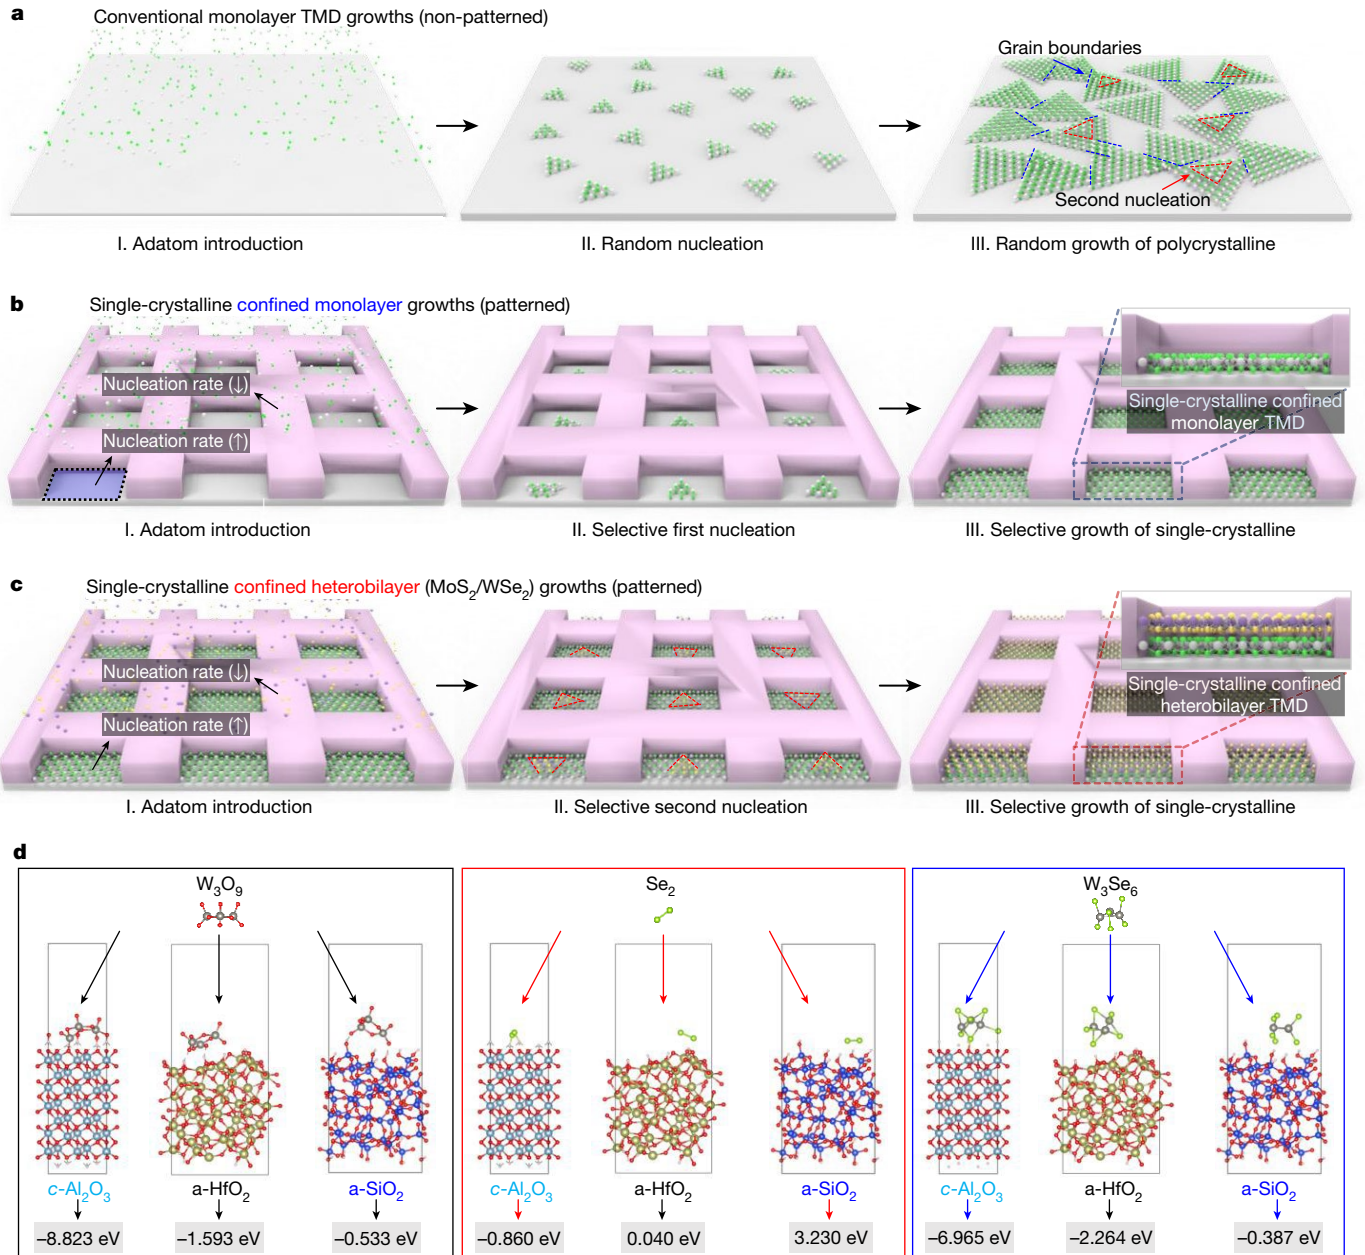 a
Conventional monolayer TMD growths (non-patterned)
Grain boundaries
Second nucleation
I. Adatom introduction
II. Random nucleation
III. Random growth of polycrystalline
b
Single-crystalline confined monolayer growths (patterned)
Nucleation rate (↓)
Nucleation rate (↑)
Single-crystalline confined
monolayer TMD
I. Adatom introduction
II. Selective first nucleation
III. Selective growth of single-crystalline
c
Single-crystalline confined heterobilayer (MoS₂/WSe₂) growths (patterned)
Nucleation rate (↓)
Nucleation rate (↑)
Single-crystalline confined
heterobilayer TMD
I. Adatom introduction
II. Selective second nucleation
III. Selective growth of single-crystalline
d
W₃O₉
c-Al₂O₃ a-HfO₂ a-SiO₂
–8.823 eV –1.593 eV –0.533 eV
Se₂
c-Al₂O₃ a-HfO₂ a-SiO₂
–0.860 eV 0.040 eV 3.230 eV
W₃Se₆
c-Al₂O₃ a-HfO₂ a-SiO₂
–6.965 eV –2.264 eV –0.387 eV